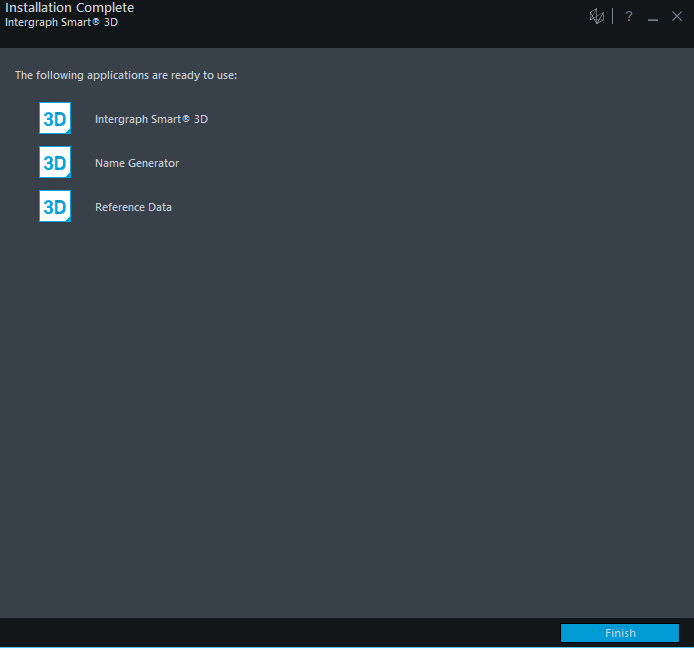 Installation Complete
Intergraph Smart® 3D
?
The following applications are ready to use:
3D
Intergraph Smart® 3D
3D
Name Generator
3D
Reference Data
Finish